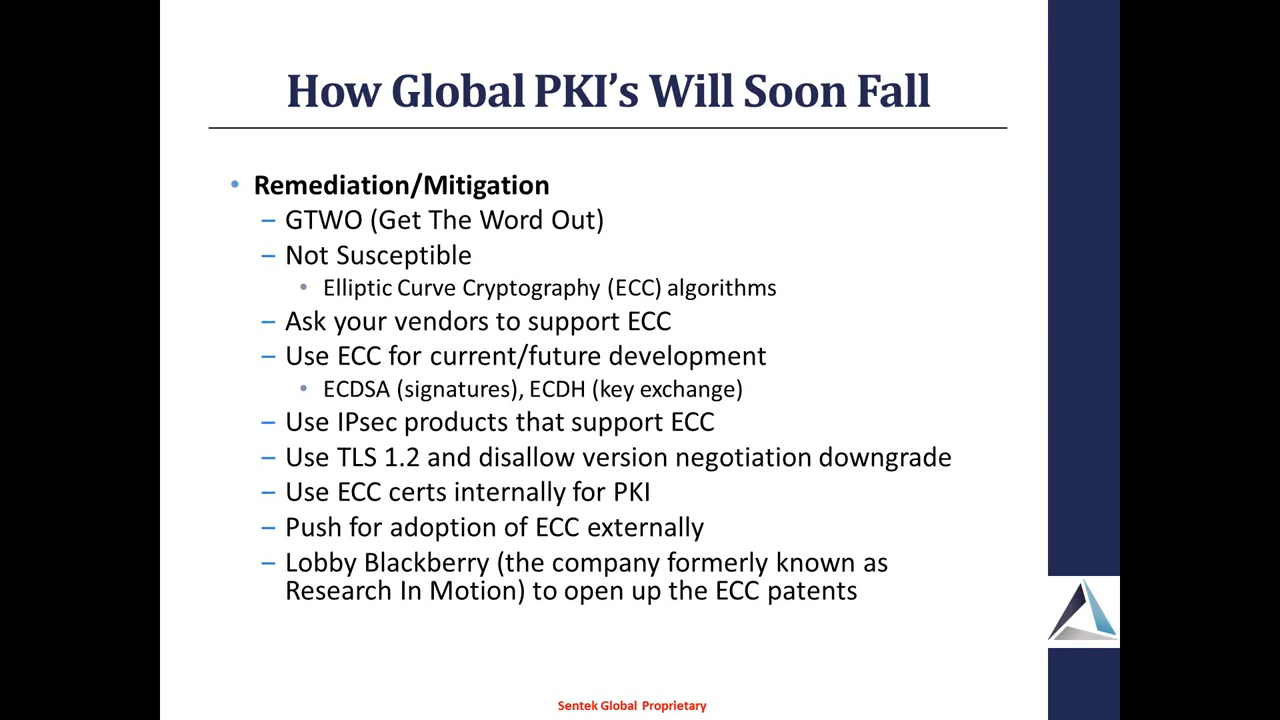 How Global PKI's Will Soon Fall
• Remediation/Mitigation
– GTWO (Get The Word Out)
– Not Susceptible
• Elliptic Curve Cryptography (ECC) algorithms
– Ask your vendors to support ECC
– Use ECC for current/future development
• ECDSA (signatures), ECDH (key exchange)
– Use IPsec products that support ECC
– Use TLS 1.2 and disallow version negotiation downgrade
– Use ECC certs internally for PKI
– Push for adoption of ECC externally
– Lobby Blackberry (the company formerly known as
Research In Motion) to open up the ECC patents
Sentek Global Proprietary